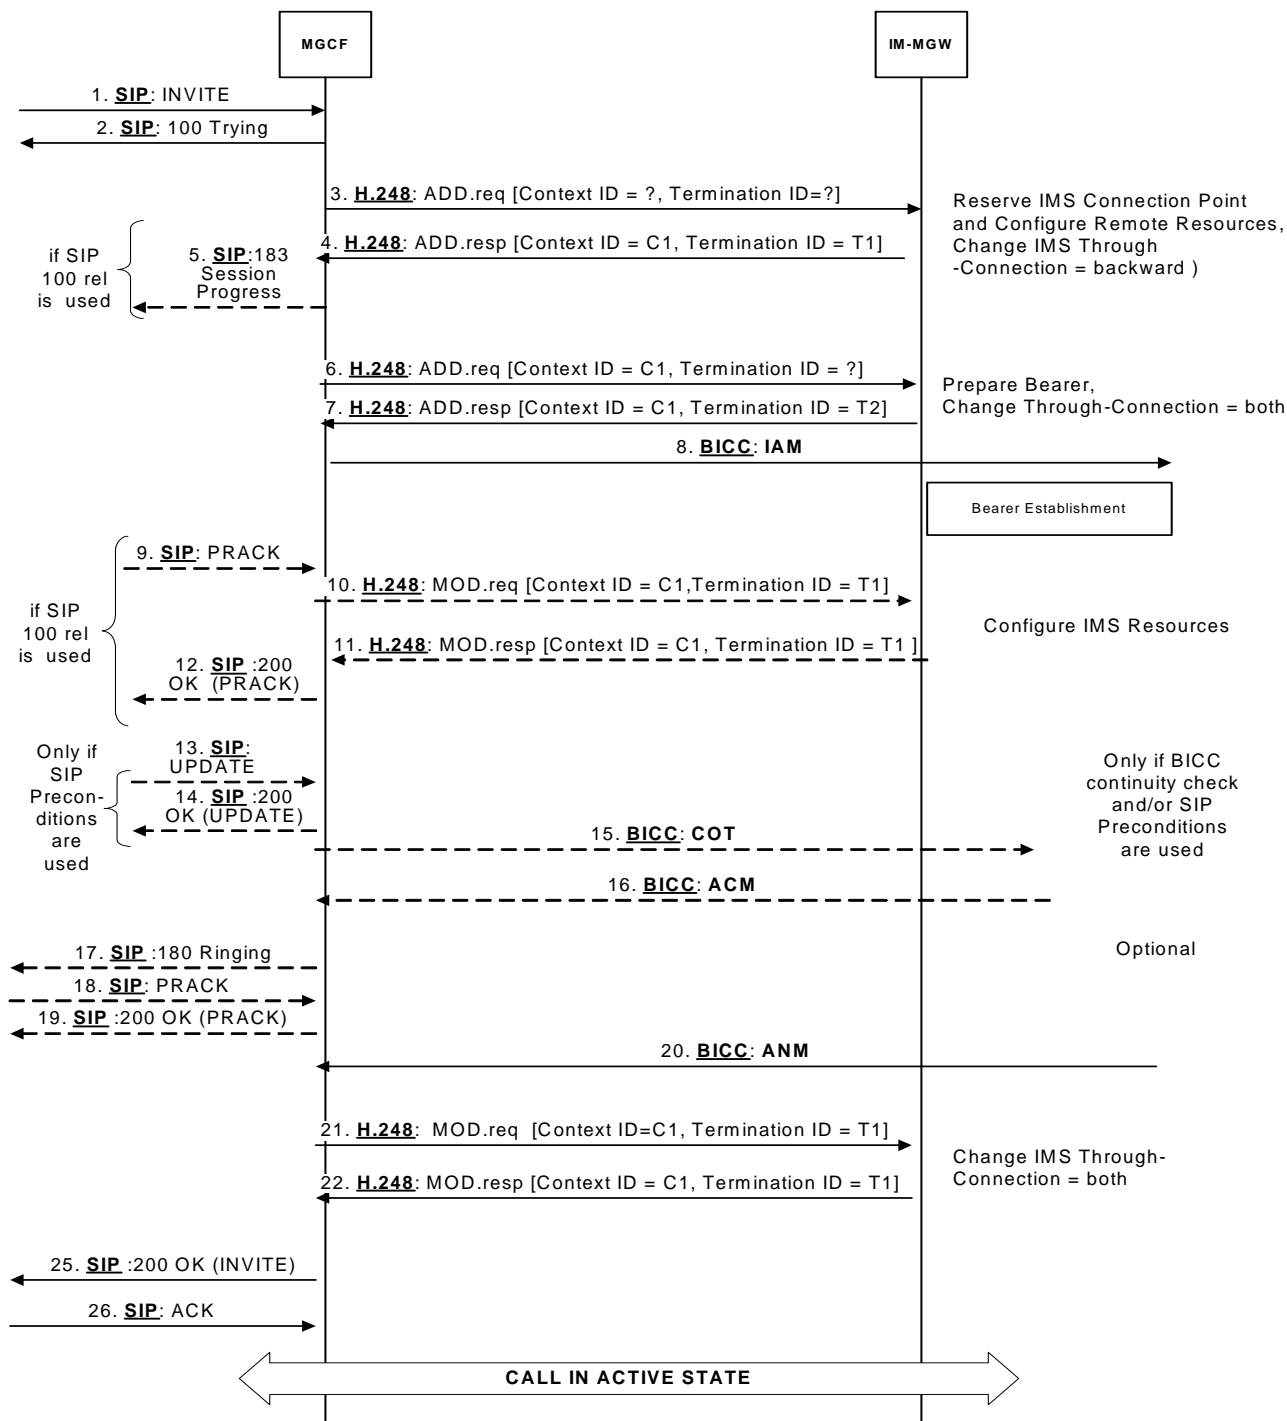 MGCF
IM-MGW
1. SIP: INVITE
2. SIP: 100 Trying
3. H.248: ADD.req [Context ID = ?, Termination ID=?]
Reserve IMS Connection Point
and Configure Remote Resources,
Change IMS Through
-Connection = backward )
4. H.248: ADD.resp [Context ID = C1, Termination ID = T1]
if SIP
100 rel
is used
5. SIP:183
Session
Progress
6. H.248: ADD.req [Context ID = C1, Termination ID = ?]
Prepare Bearer,
Change Through-Connection = both
7. H.248: ADD.resp [Context ID = C1, Termination ID = T2]
8. BICC: IAM
Bearer Establishment
9. SIP: PRACK
10. H.248: MOD.req [Context ID = C1,Termination ID = T1]
if SIP
100 rel
is used
Configure IMS Resources
11. H.248: MOD.resp [Context ID = C1, Termination ID = T1 ]
12. SIP :200
OK (PRACK)
Only if
SIP
Precon-
ditions
are
used
13. SIP:
UPDATE
14. SIP :200
OK (UPDATE)
Only if BICC
continuity check
and/or SIP
Preconditions
are used
15. BICC: COT
16. BICC: ACM
17. SIP :180 Ringing
Optional
18. SIP: PRACK
19. SIP :200 OK (PRACK)
20. BICC: ANM
21. H.248: MOD.req [Context ID=C1, Termination ID = T1]
Change IMS Through-
Connection = both
22. H.248: MOD.resp [Context ID = C1, Termination ID = T1]
25. SIP :200 OK (INVITE)
26. SIP: ACK
CALL IN ACTIVE STATE